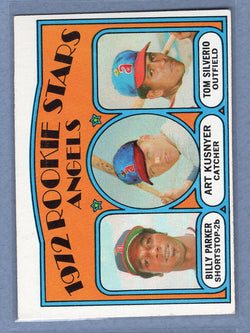 1972 ROOKIE STARS
ANGELS
TOM SILVERIO
OUTFIELD
ART KUSNYER
CATCHER
BILLY PARKER
SHORTSTOP-2b